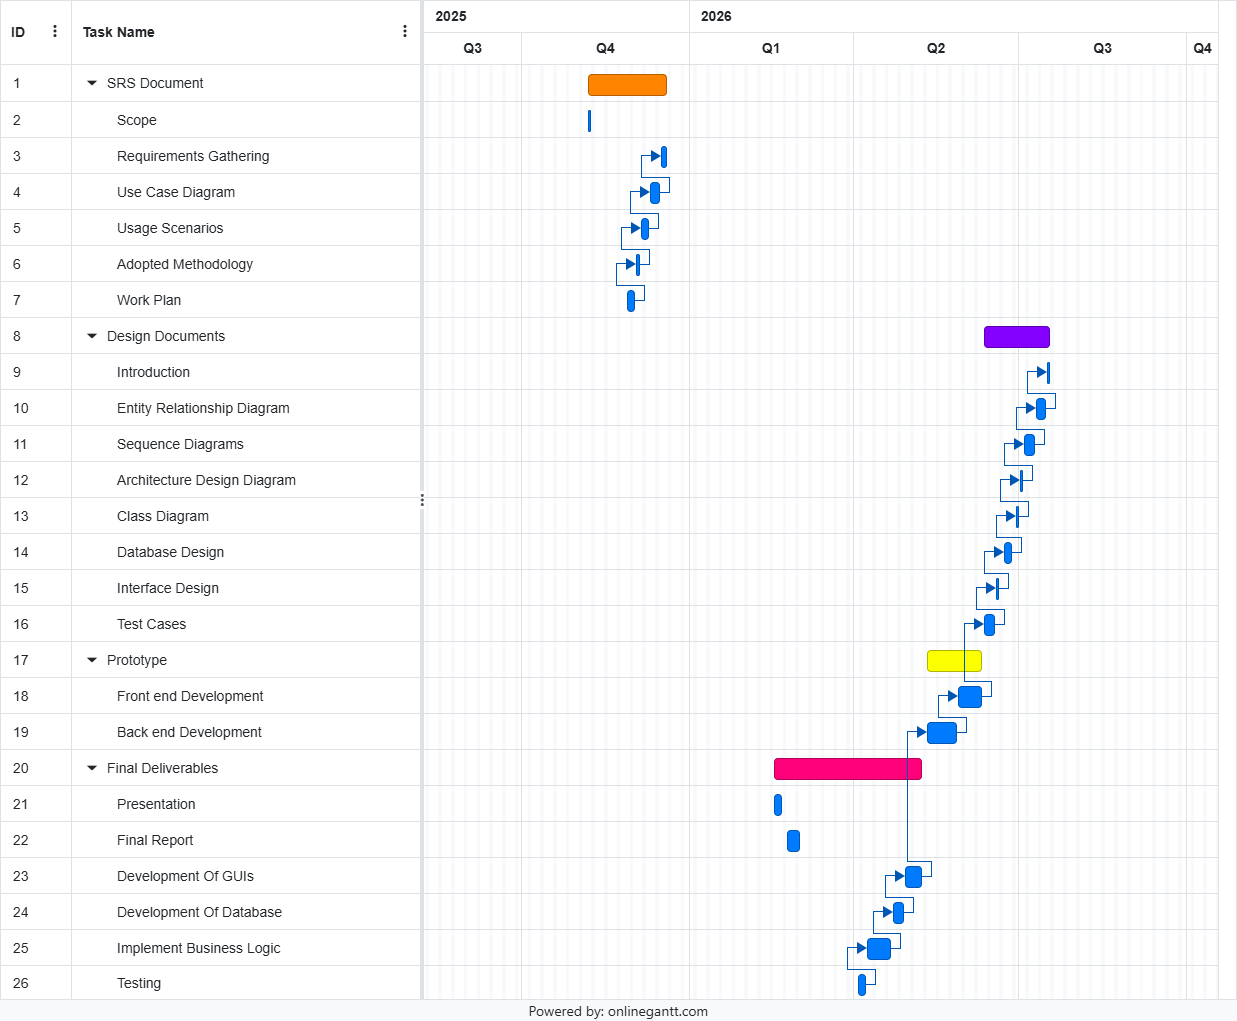 ID Task Name 2025 2026
Q3 Q4 Q1 Q2 Q3 Q4
1 SRS Document
2 Scope
3 Requirements Gathering
4 Use Case Diagram
5 Usage Scenarios
6 Adopted Methodology
7 Work Plan
8 Design Documents
9 Introduction
10 Entity Relationship Diagram
11 Sequence Diagrams
12 Architecture Design Diagram
13 Class Diagram
14 Database Design
15 Interface Design
16 Test Cases
17 Prototype
18 Front end Development
19 Back end Development
20 Final Deliverables
21 Presentation
22 Final Report
23 Development Of GUIs
24 Development Of Database
25 Implement Business Logic
26 Testing
Powered by: onlinegantt.com